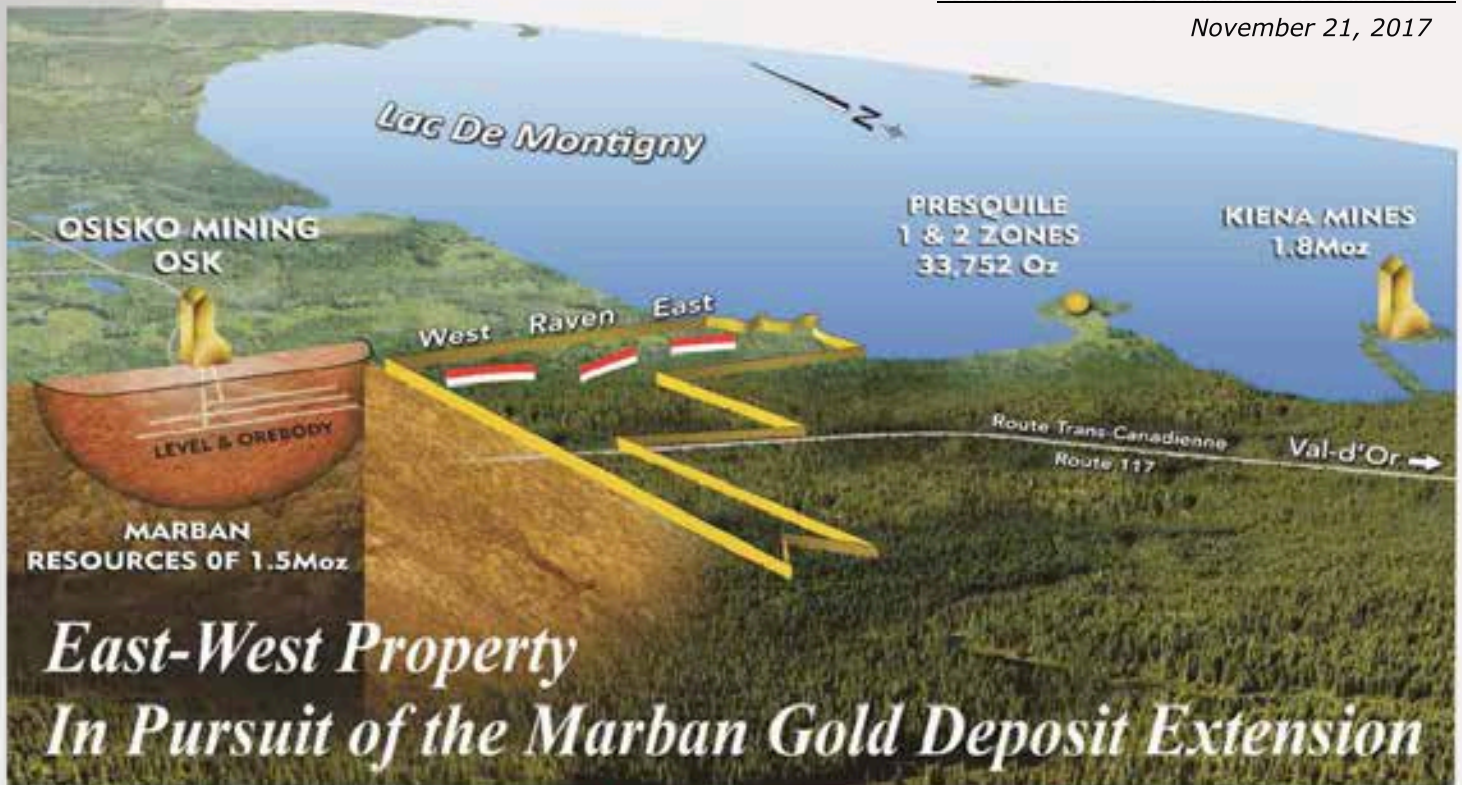 November 21, 2017
Lac De Montigny
N
OSISKO MINING
OSK
PRESQUILE
1 & 2 ZONES
33,752 Oz
KIENA MINES
1.8Moz
West Raven East
LEVEL & OREBODY
Route Trans-Canadienne
Route 117
Val-d'Or
MARBAN
RESOURCES OF 1.5Moz
East-West Property
In Pursuit of the Marban Gold Deposit Extension